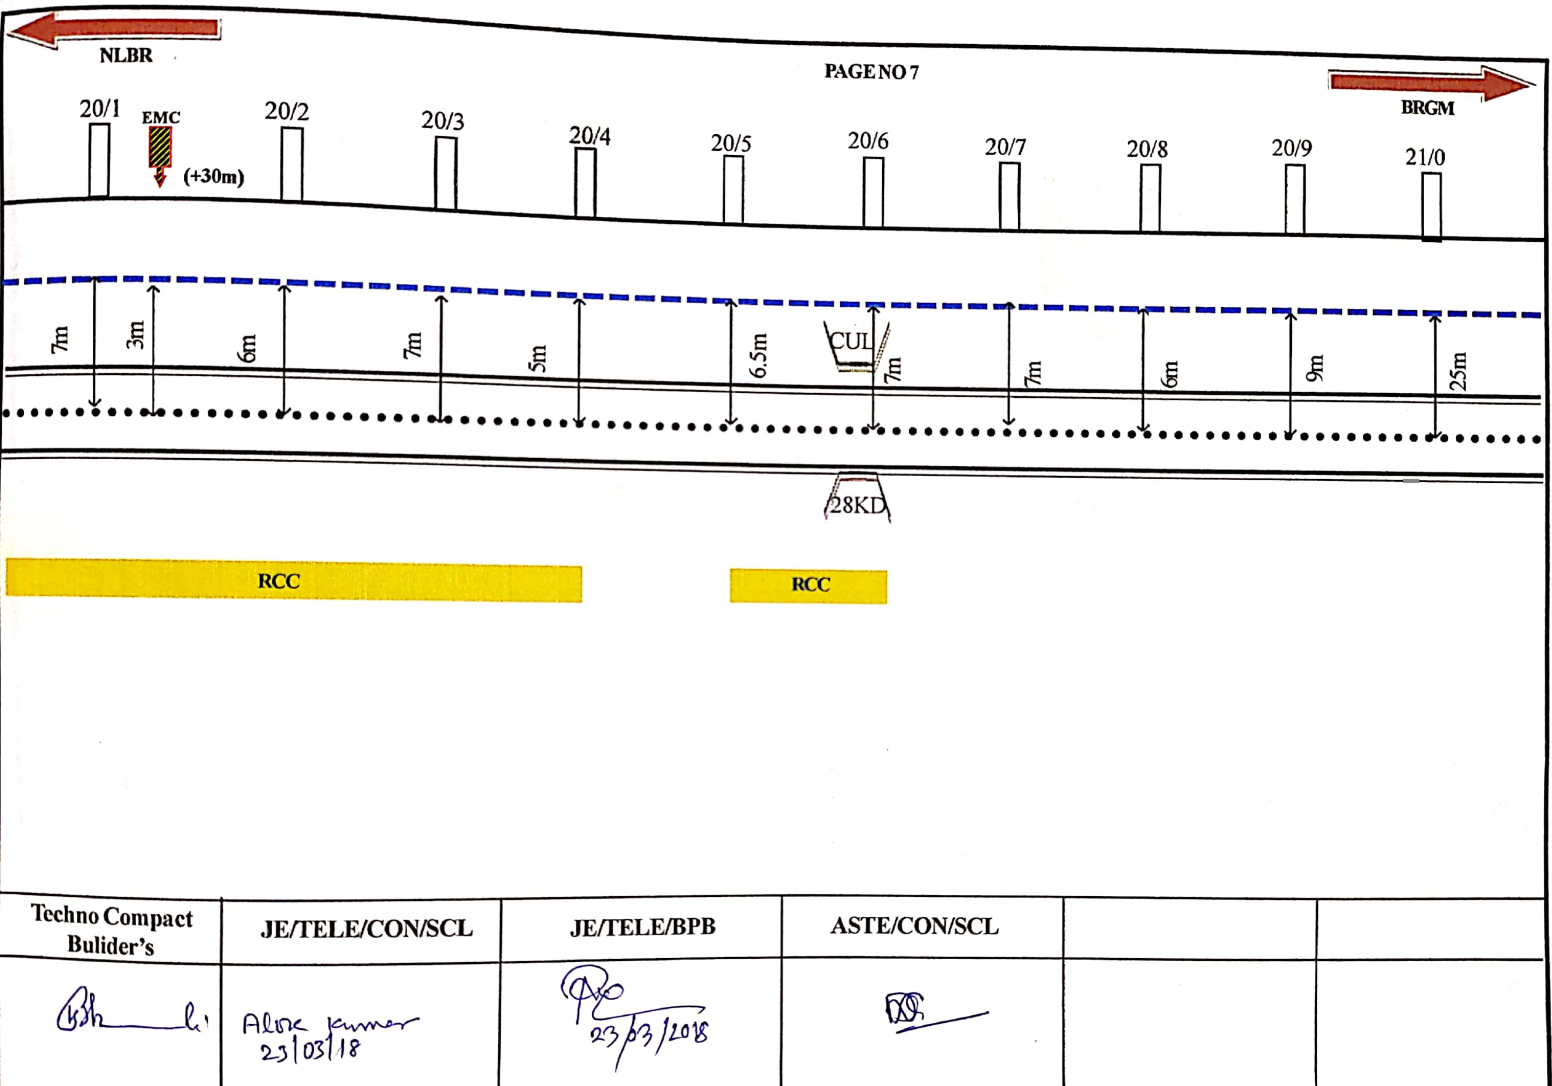 NLBR
PAGE NO 7
BRGM
20/1
EMC
(+30m)
20/2
20/3
20/4
20/5
20/6
20/7
20/8
20/9
21/0
7m
3m
6m
7m
5m
6.5m
CUL
7m
7m
6m
9m
25m
28KD
RCC
RCC
Techno Compact
Bulider's
JE/TELE/CON/SCL
JE/TELE/BPB
ASTE/CON/SCL
Alok Kumar
23/03/18
23/03/2018